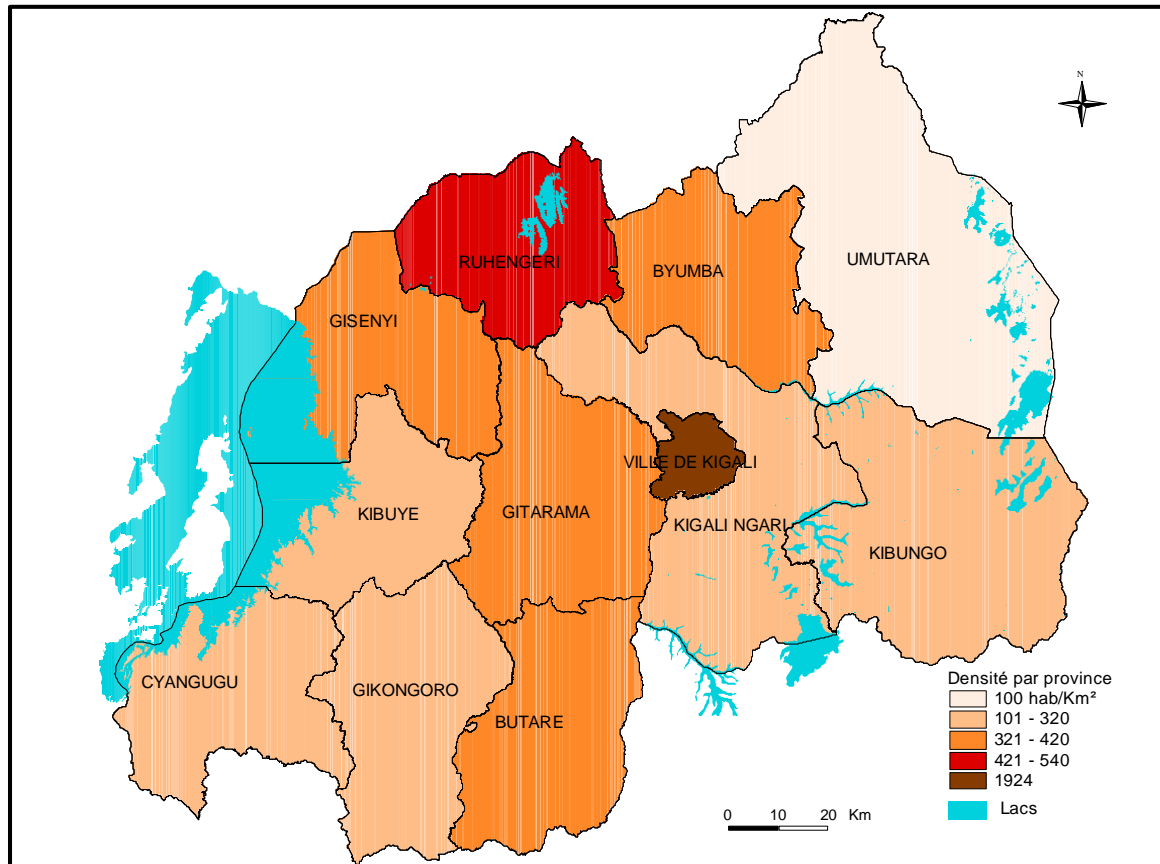 N
RUHENGERI
BYUMBA
UMUTARA
GISENYI
VILLE DE KIGALI
KIBUYE
GITARAMA
KIGALI NGARI
KIBUNGO
CYANGUGU
GIKONGORO
BUTARE
Densité par province
100 hab/Km²
101 - 320
321 - 420
421 - 540
1924
Lacs
0 10 20 Km